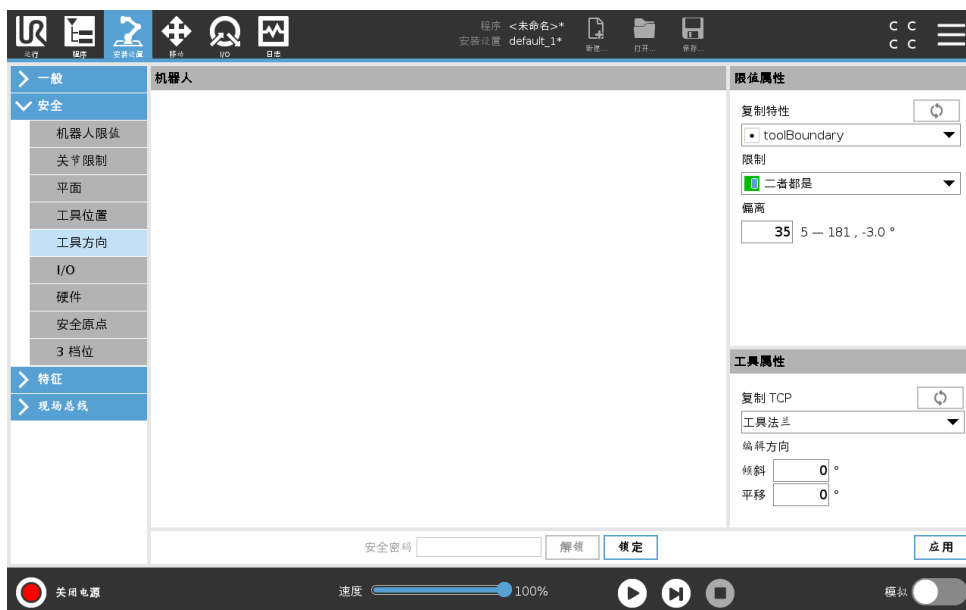 程序 <未命名>*
安装设置 default_1*
运行 程序 安装设置 移动 I/O 日志 新建... 打开... 保存... C C
C C
一般
安全
机器人限值
关节限制
平面
工具位置
工具方向
I/O
硬件
安全原点
3 档位
特征
现场总线
机器人
限值属性
复制特性
toolBoundary
限制
二者都是
偏离
35 5 — 181 , -3.0 °
工具属性
复制 TCP
工具法兰
编辑方向
倾斜 0 °
平移 0 °
安全密码 解锁 锁定 应用
关闭电源 速度 100% 模拟